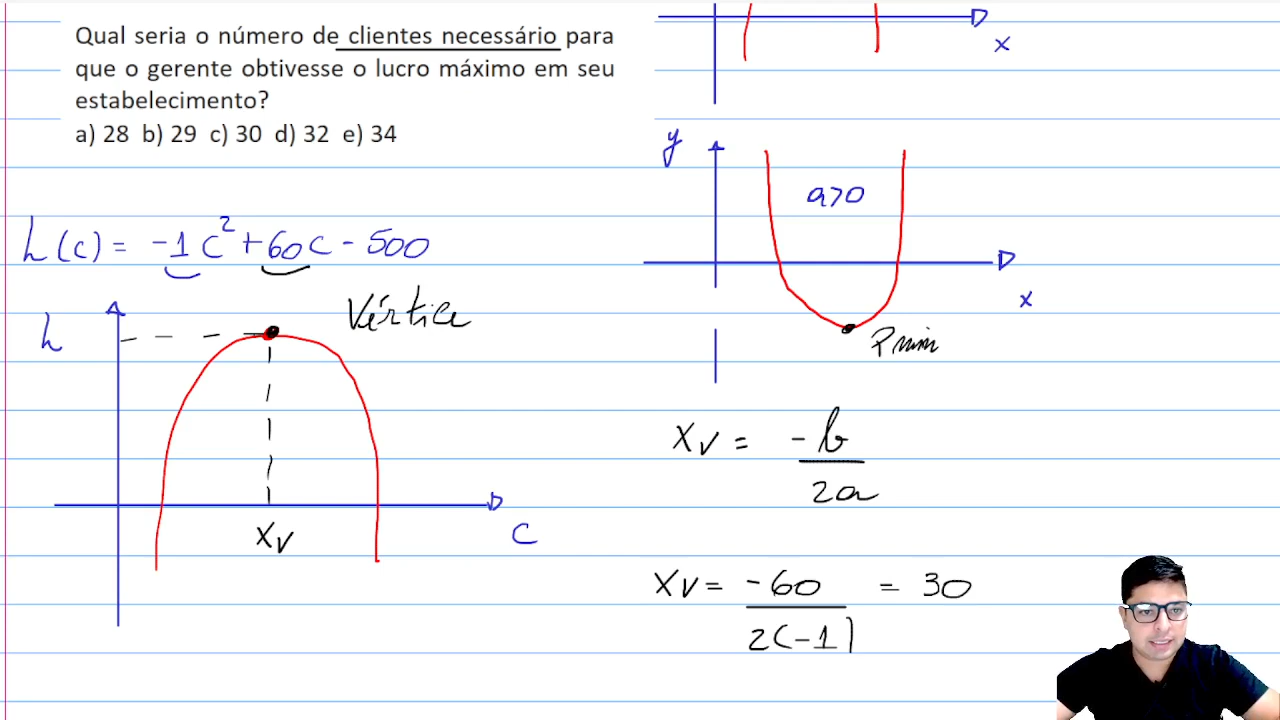 Qual seria o número de clientes necessário para
que o gerente obtivesse o lucro máximo em seu
estabelecimento?
a) 28 b) 29 c) 30 d) 32 e) 34
L(c) = -1c² + 60c - 500
L
Vértice
Xv
C
x
y
a>0
x
Pmin
Xv = -b
2a
Xv = -60 = 30
2(-1)